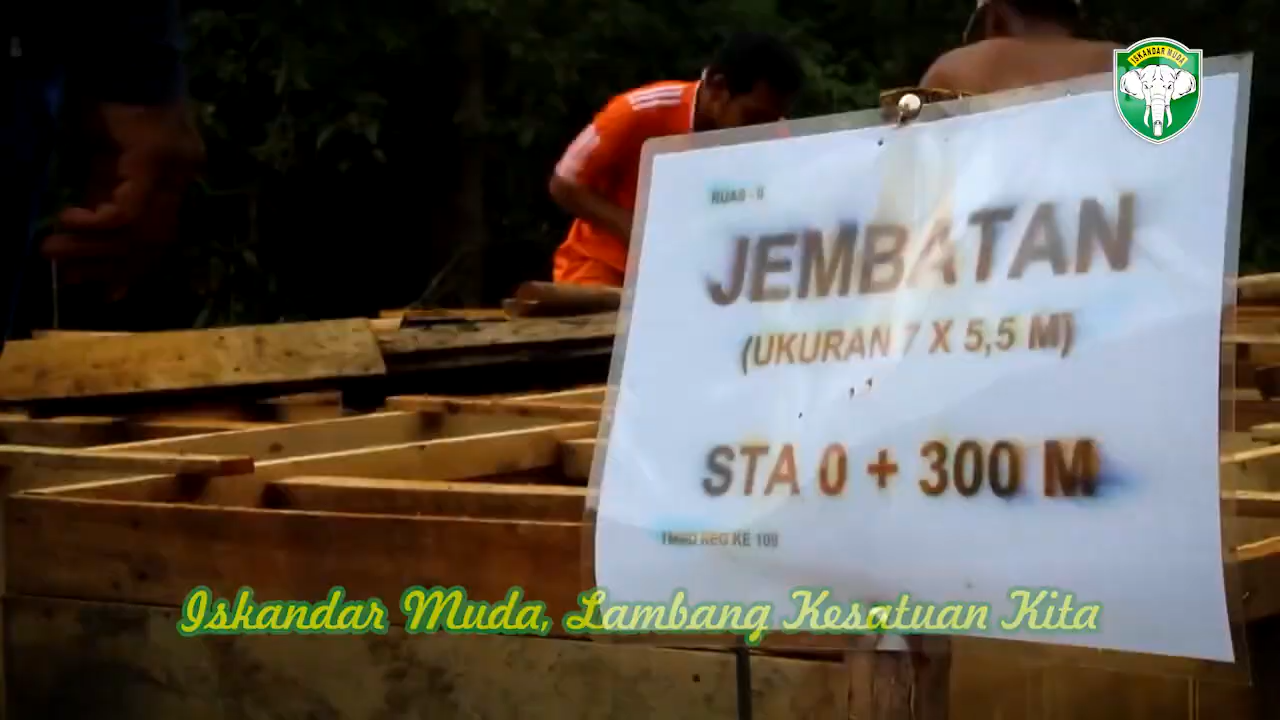 ISKANDAR MUDA
RUAS - II
JEMBATAN
(UKURAN 7 X 5,5 M)
STA 0 + 300 M
TMMD REG KE 100
Iskandar Muda, Lambang Kesatuan Kita